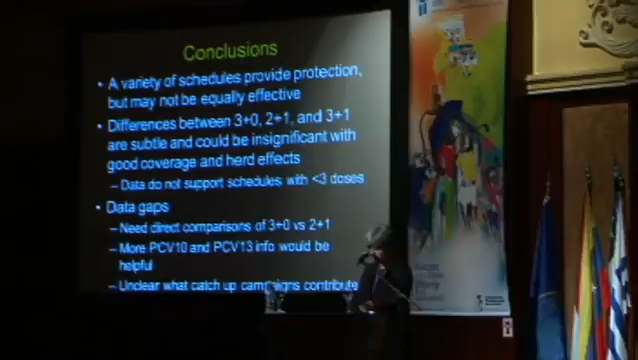 Conclusions
• A variety of schedules provide protection,
but may not be equally effective
• Differences between 3+0, 2+1, and 3+1
are subtle and could be insignificant with
good coverage and herd effects
– Data do not support schedules with <3 doses
• Data gaps
– Need direct comparisons of 3+0 vs 2+1
– More PCV10 and PCV13 info would be
helpful
– Unclear what catch up campaigns contribute